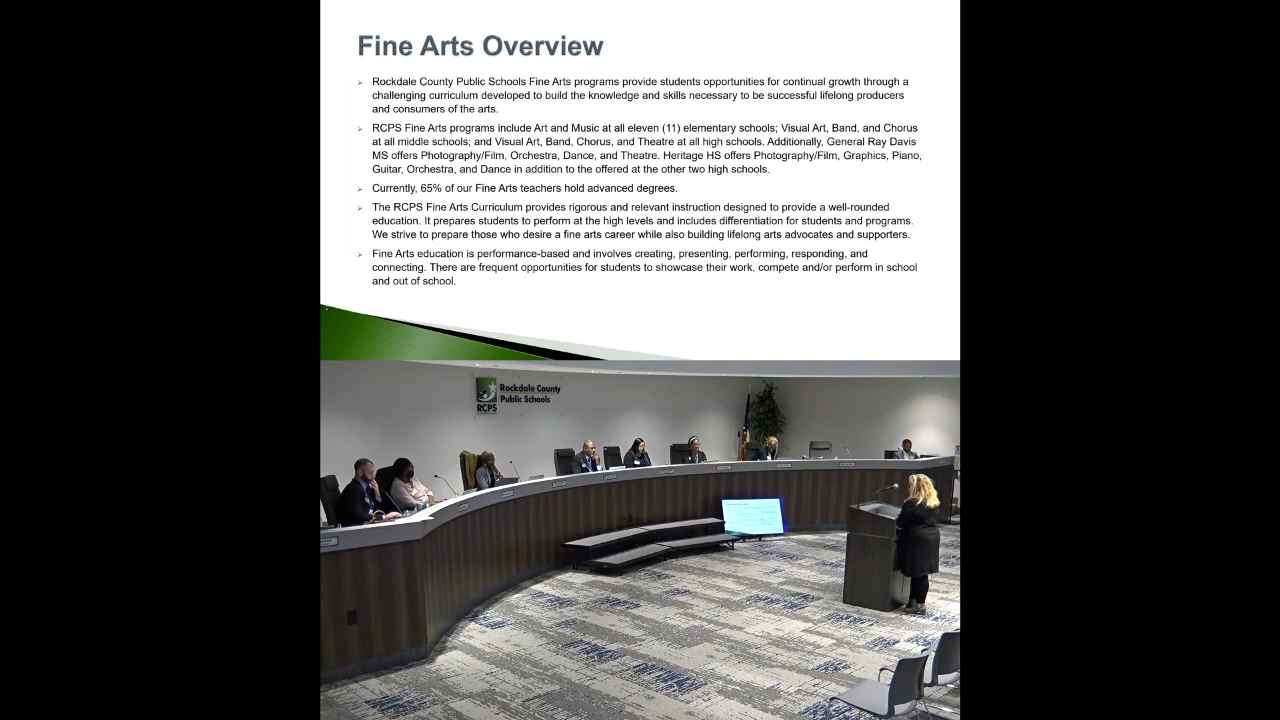 Fine Arts Overview
Rockdale County Public Schools Fine Arts programs provide students opportunities for continual growth through a
challenging curriculum developed to build the knowledge and skills necessary to be successful lifelong producers
and consumers of the arts.
RCPS Fine Arts programs include Art and Music at all eleven (11) elementary schools; Visual Art, Band, and Chorus
at all middle schools; and Visual Art, Band, Chorus, and Theatre at all high schools. Additionally, General Ray Davis
MS offers Photography/Film, Orchestra, Dance, and Theatre. Heritage HS offers Photography/Film, Graphics, Piano,
Guitar, Orchestra, and Dance in addition to the offered at the other two high schools.
Currently, 65% of our Fine Arts teachers hold advanced degrees.
The RCPS Fine Arts Curriculum provides rigorous and relevant instruction designed to provide a well-rounded
education. It prepares students to perform at the high levels and includes differentiation for students and programs.
We strive to prepare those who desire a fine arts career while also building lifelong arts advocates and supporters.
Fine Arts education is performance-based and involves creating, presenting, performing, responding, and
connecting. There are frequent opportunities for students to showcase their work, compete and/or perform in school
and out of school.
Rockdale County
Public Schools
RCPS